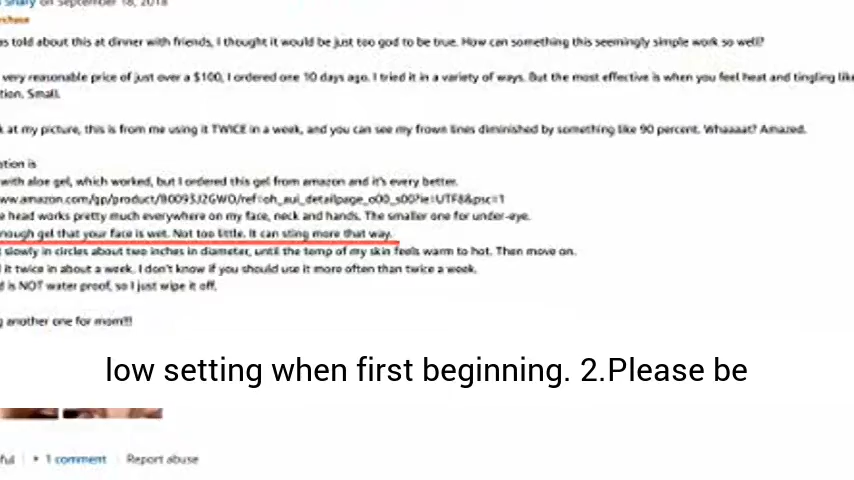 on September 18, 2018
rchase
as told about this at dinner with friends, I thought it would be just too god to be true. How can something this seemingly simple work so well?
very reasonable price of just over a $100, I ordered one 10 days ago. I tried it in a variety of ways. But the most effective is when you feel heat and tingling like
tion. Small.
k at my picture, this is from me using it TWICE in a week, and you can see my frown lines diminished by something like 90 percent. Whaaaat? Amazed.
ation is
with aloe gel, which worked, but I ordered this gel from amazon and it's every better.
ww.amazon.com/gp/product/B0093J2GWO/ref=oh_aui_detailpage_o00_s00?ie=UTF8&psc=1
e head works pretty much everywhere on my face, neck and hands. The smaller one for under-eye.
nough gel that your face is wet. Not too little. It can sting more that way.
slowly in circles about two inches in diameter, until the temp of my skin feels warm to hot. Then move on.
it twice in about a week. I don't know if you should use it more often than twice a week.
d is NOT water proof, so I just wipe it off.
g another one for mom!!!
low setting when first beginning. 2.Please be
ful
1 comment
Report abuse